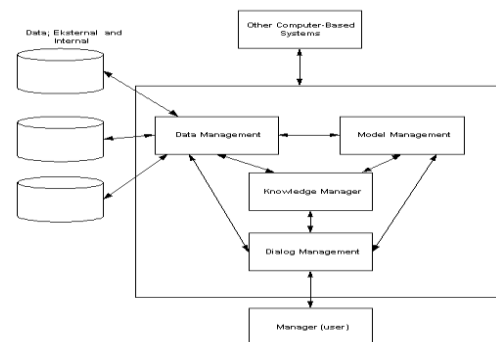 Other Computer-Based
Systems
Data; Eksternal and
Internal
Data Management
Model Management
Knowledge Manager
Dialog Management
Manager (user)